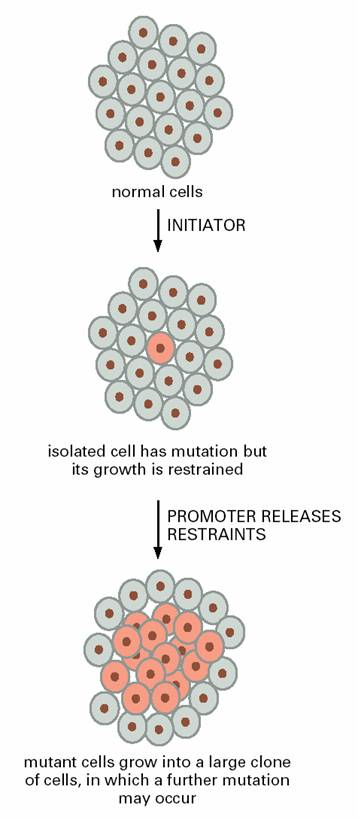 normal cells
INITIATOR
isolated cell has mutation but
its growth is restrained
PROMOTER RELEASES
RESTRAINTS
mutant cells grow into a large clone
of cells, in which a further mutation
may occur